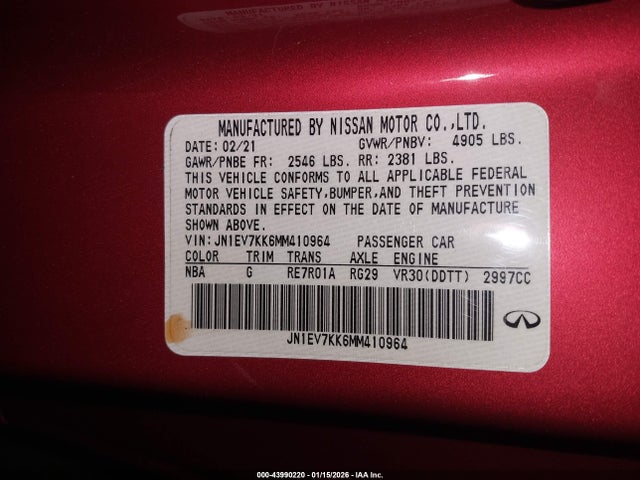 MANUFACTURED BY NISSAN MOTOR CO.,LTD.
DATE: 02/21 GVWR/PNBV: 4905 LBS.
GAWR/PNBE FR: 2546 LBS. RR: 2381 LBS.
THIS VEHICLE CONFORMS TO ALL APPLICABLE FEDERAL
MOTOR VEHICLE SAFETY,BUMPER,AND THEFT PREVENTION
STANDARDS IN EFFECT ON THE DATE OF MANUFACTURE
SHOWN ABOVE.
VIN: JN1EV7KK6MM410964 PASSENGER CAR
COLOR TRIM TRANS AXLE ENGINE
NBA G RE7R01A RG29 VR30(DDTT) 2997CC
JN1EV7KK6MM410964
000-43990220 - 01/15/2026 - IAA Inc.